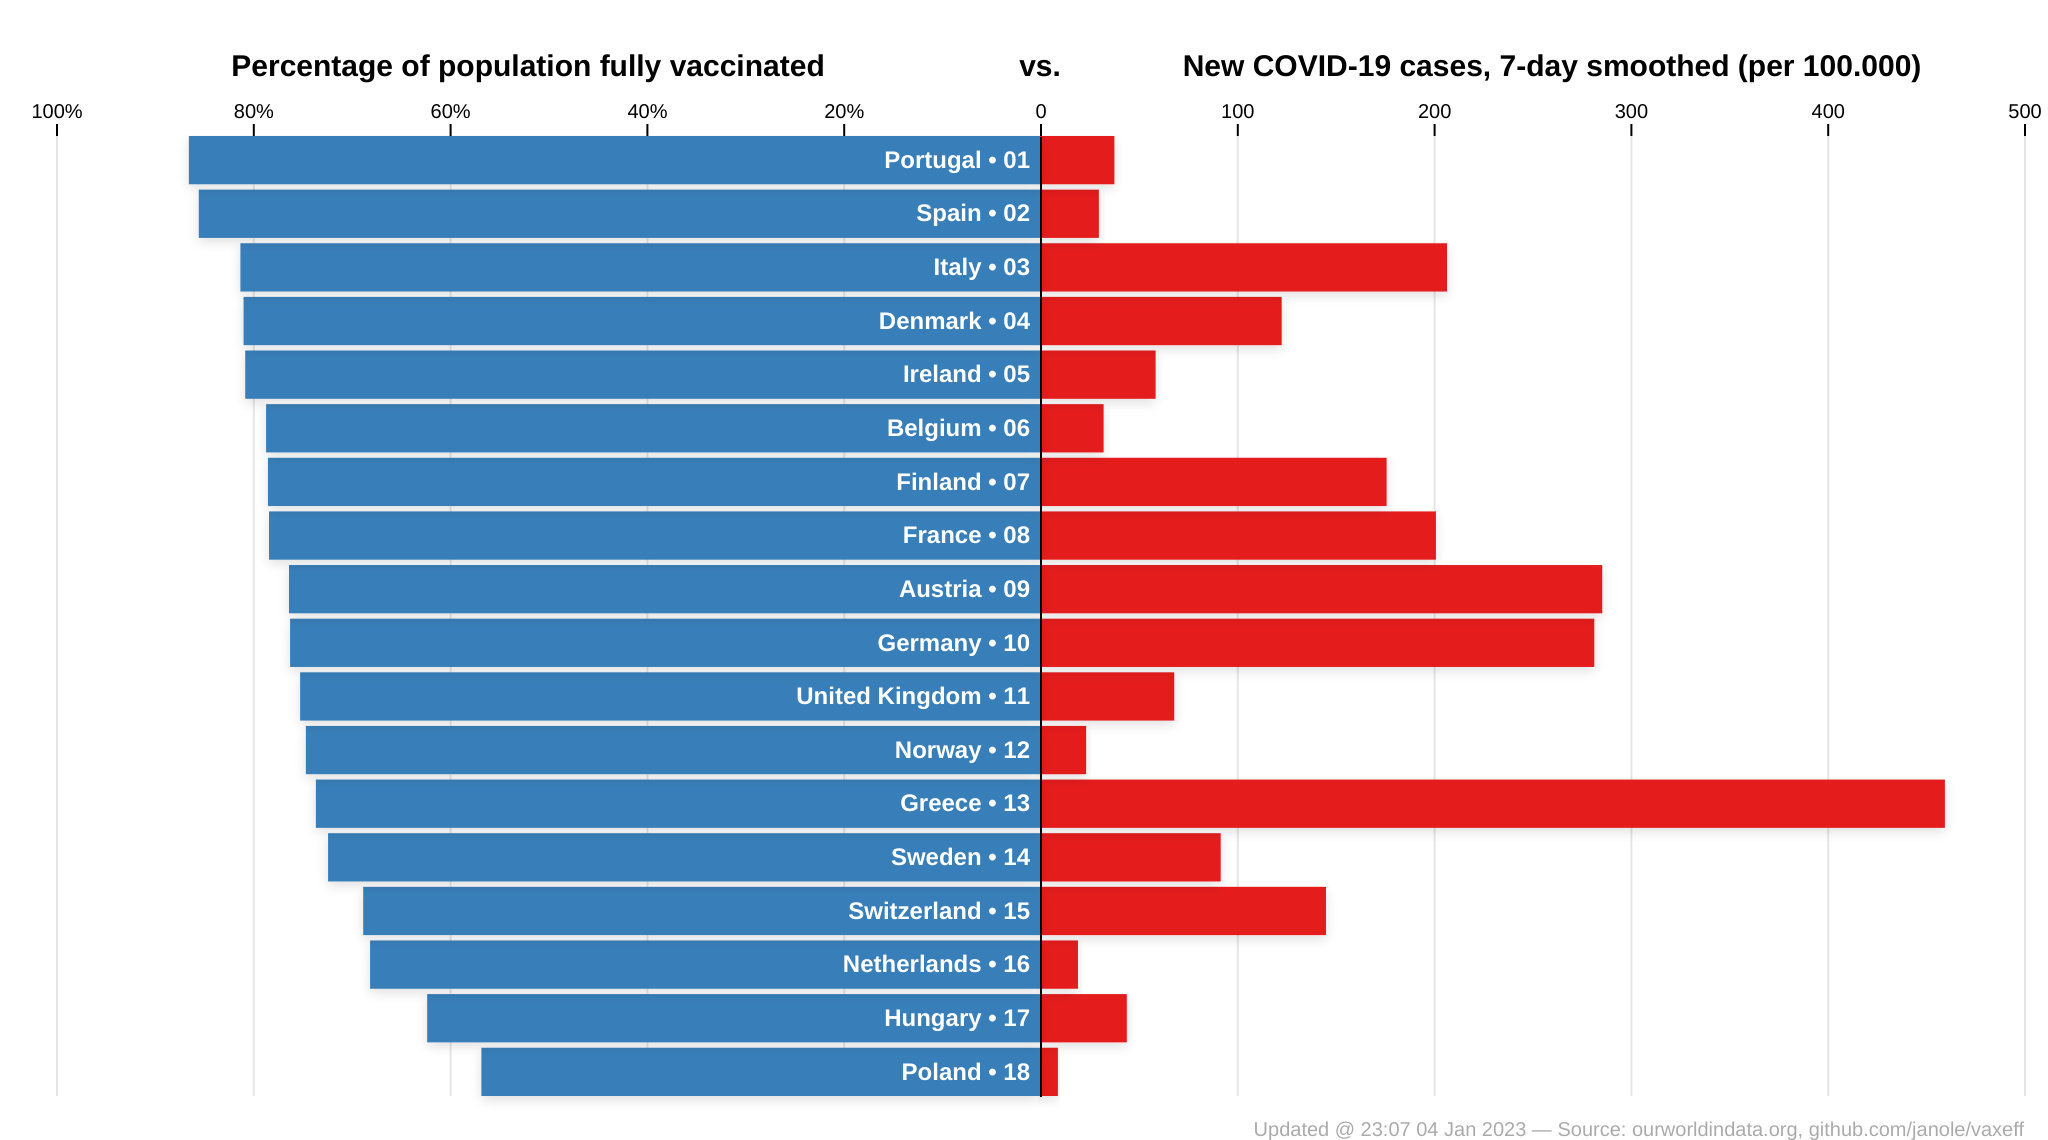 Percentage of population fully vaccinated vs. New COVID-19 cases, 7-day smoothed (per 100.000)
100% 80% 60% 40% 20% 0 100 200 300 400 500
Portugal • 01
Spain • 02
Italy • 03
Denmark • 04
Ireland • 05
Belgium • 06
Finland • 07
France • 08
Austria • 09
Germany • 10
United Kingdom • 11
Norway • 12
Greece • 13
Sweden • 14
Switzerland • 15
Netherlands • 16
Hungary • 17
Poland • 18
Updated @ 23:07 04 Jan 2023 — Source: ourworldindata.org, github.com/janole/vaxeff